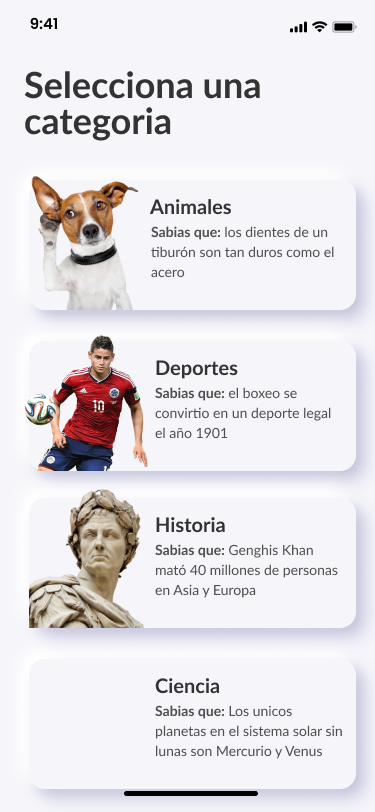 9:41
Selecciona una
categoria
Animales
Sabias que: los dientes de un
tiburón son tan duros como el
acero
Deportes
Sabias que: el boxeo se
convirtio en un deporte legal
el año 1901
10
Historia
Sabias que: Genghis Khan
mató 40 millones de personas
en Asia y Europa
Ciencia
Sabias que: Los unicos
planetas en el sistema solar sin
lunas son Mercurio y Venus